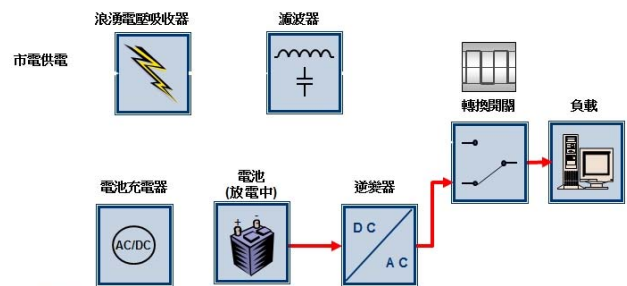 浪湧電壓吸收器
濾波器
市電供電
轉換開關
負載
電池充電器
電池
(放電中)
逆變器
AC/DC
+ -
DC
AC